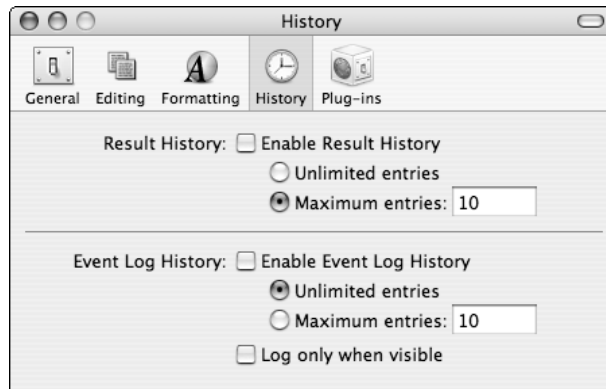 History
General Editing Formatting History Plug-ins
Result History: Enable Result History
Unlimited entries
Maximum entries: 10
Event Log History: Enable Event Log History
Unlimited entries
Maximum entries: 10
Log only when visible